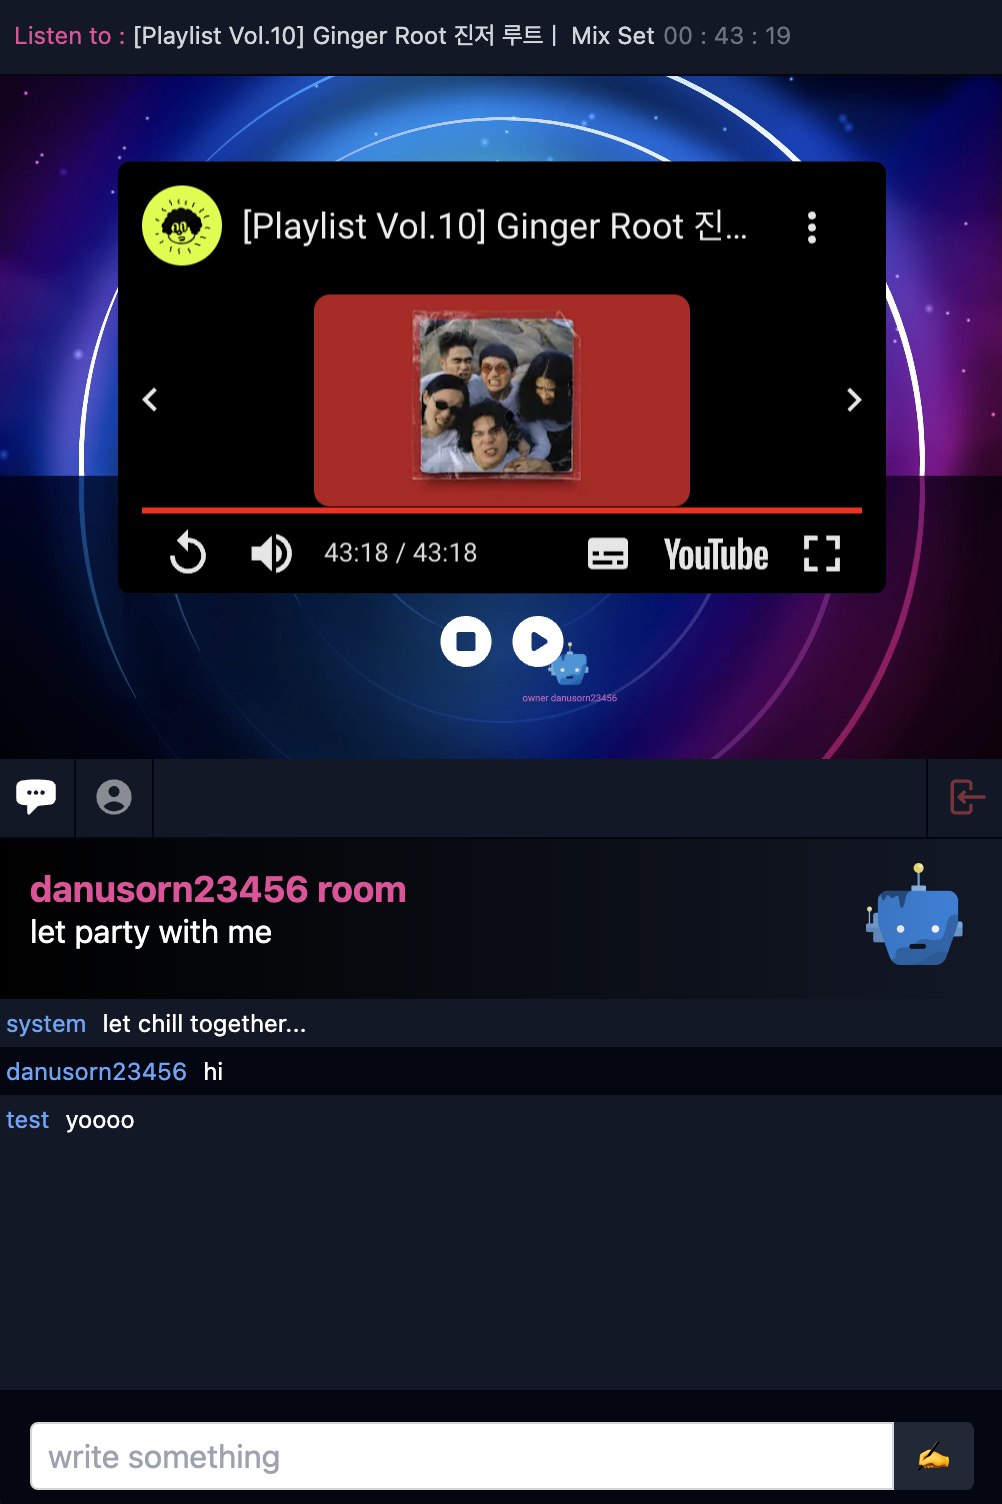 Listen to : [Playlist Vol.10] Ginger Root 진저 루트ㅣ Mix Set 00 : 43 : 19
[Playlist Vol.10] Ginger Root 진...
43:18 / 43:18
YouTube
owner danusorn23456
danusorn23456 room
let party with me
system let chill together...
danusorn23456 hi
test yoooo
write something